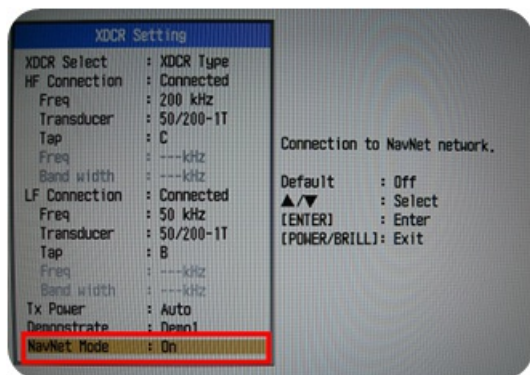 XDCR Setting
XDCR Select : XDCR Type
HF Connection : Connected
Freq : 200 kHz
Transducer : 50/200-1T
Tap : C
Freq : ---kHz
Band width : ---kHz
LF Connection : Connected
Freq : 50 kHz
Transducer : 50/200-1T
Tap : B
Freq : ---kHz
Band width : ---kHz
Tx Power : Auto
Demonstrate : Demo1
NavNet Mode : On
Connection to NavNet network.
Default : Off
▲/▼ : Select
[ENTER] : Enter
[POWER/BRILL]: Exit